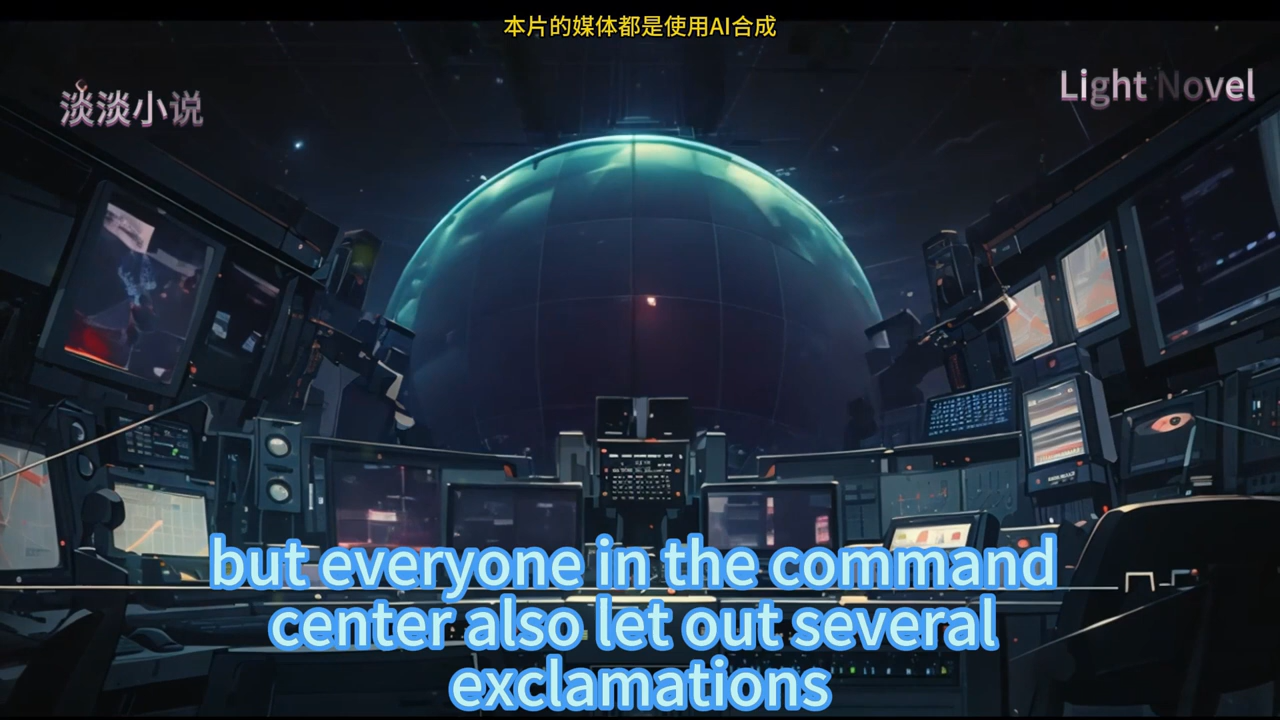 本片的媒体都是使用AI合成
淡淡小说
Light Novel
but everyone in the command
center also let out several
exclamations